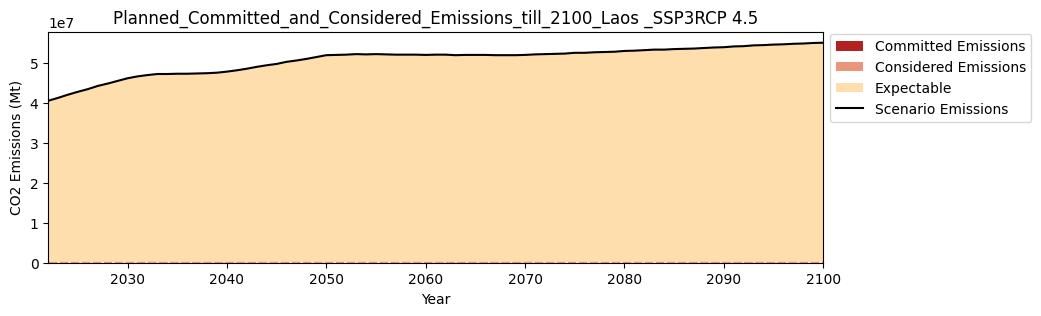 Planned_Committed_and_Considered_Emissions_till_2100_Laos _SSP3RCP 4.5
1e7
5
4
3
2
1
0
CO2 Emissions (Mt)
2030 2040 2050 2060 2070 2080 2090 2100
Year
Committed Emissions
Considered Emissions
Expectable
Scenario Emissions